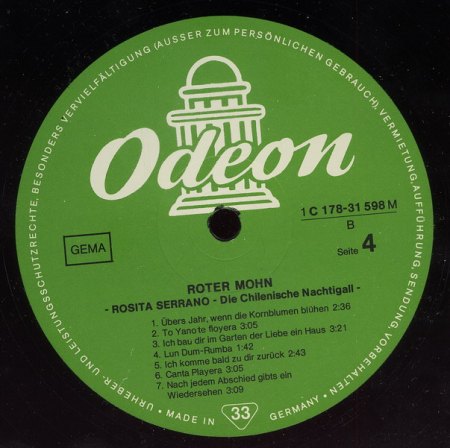 URHEBER- UND LEISTUNGSSCHUTZRECHTE, BESONDERS VERVIELFÄLTIGUNG (AUSSER ZUM PERSÖNLICHEN GEBRAUCH), VERMIETUNG, AUFFÜHRUNG, SENDUNG, VORBEHALTEN
Odeon
1 C 178-31 598 M
B
GEMA
Seite 4
ROTER MOHN
- ROSITA SERRANO - Die Chilenische Nachtigall -
1. Übers Jahr, wenn die Kornblumen blühen 2:36
2. To Yanote floyera 3:05
3. Ich bau dir im Garten der Liebe ein Haus 3:21
4. Lun Dum-Rumba 1:42
5. Ich komme bald zu dir zurück 2:43
6. Canta Playera 3:05
7. Nach jedem Abschied gibts ein
Wiedersehen 3:09
• MADE IN 33 GERMANY •